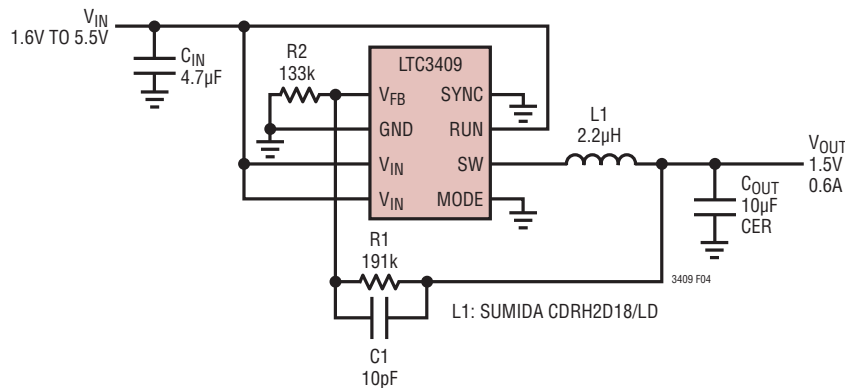 VIN
1.6V TO 5.5V
CIN
4.7µF
R2
133k
LTC3409
VFB
SYNC
GND
RUN
VIN
SW
VIN
MODE
L1
2.2µH
VOUT
1.5V
0.6A
COUT
10µF
CER
R1
191k
3409 F04
L1: SUMIDA CDRH2D18/LD
C1
10pF